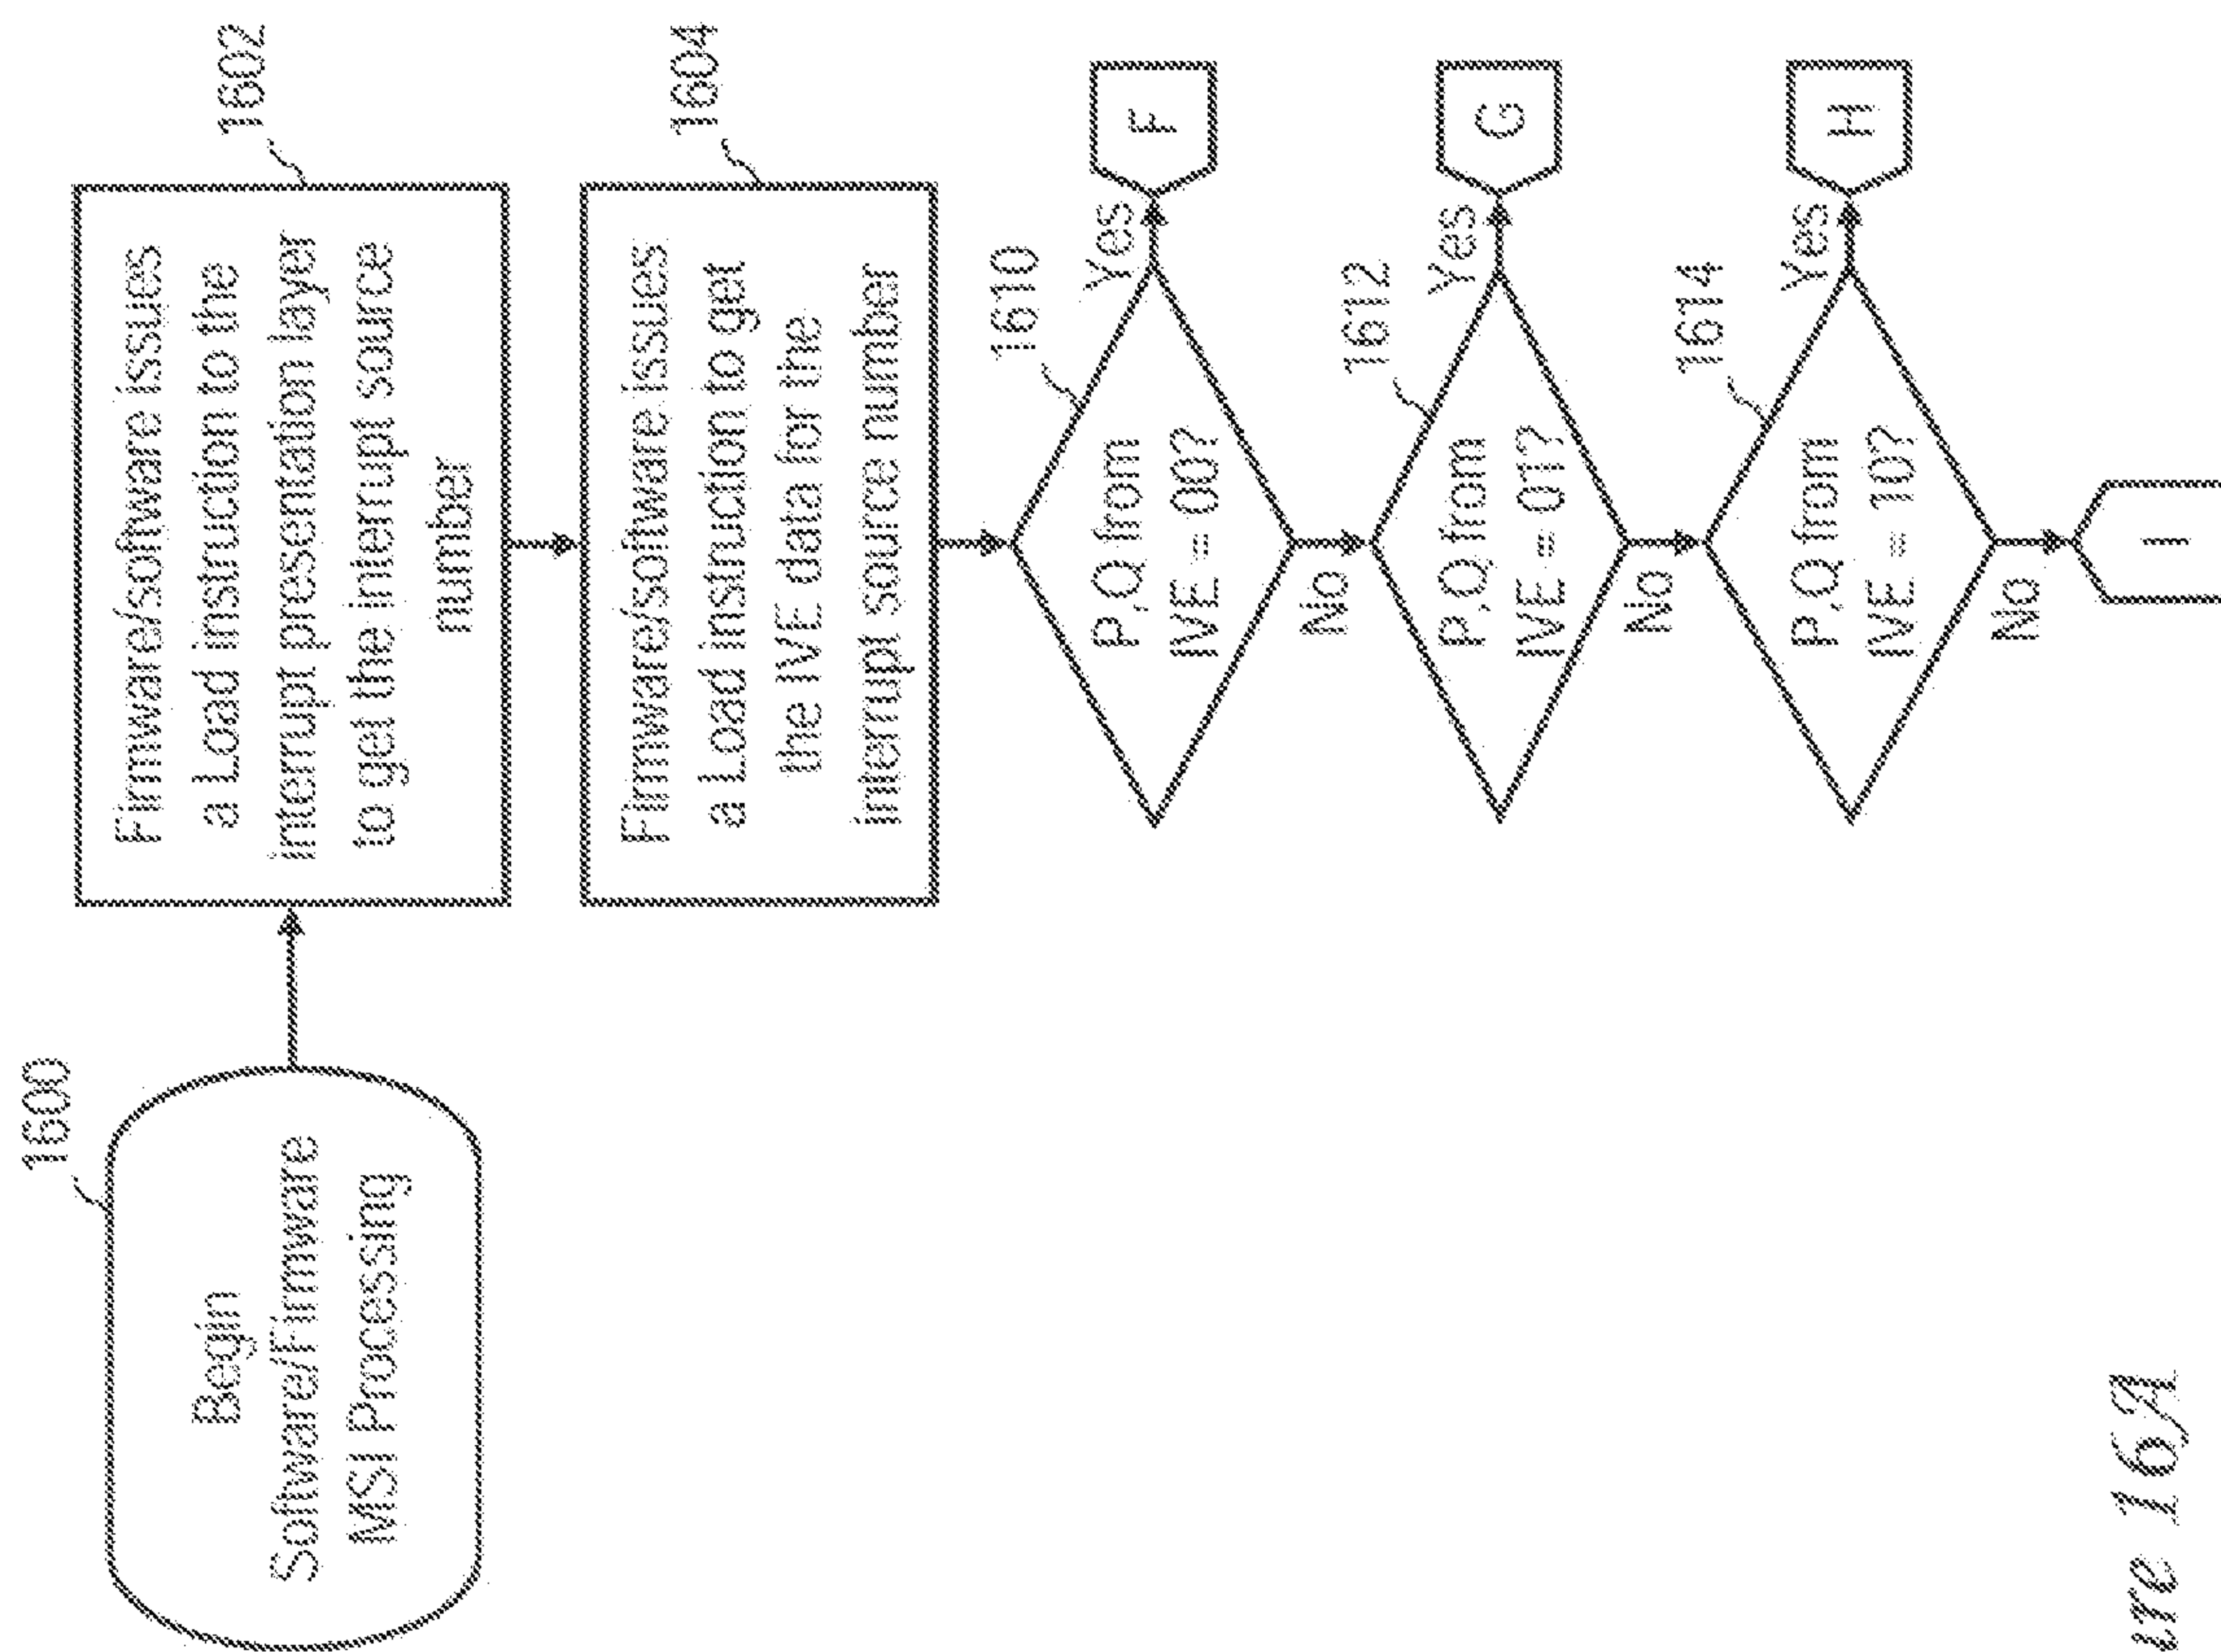 1600
Begin
Software/Firmware
MSI Processing
1602
Firmware/software issues
a Load instruction to the
interrupt presentation layer
to get the interrupt source
number
1604
Firmware/software issues
a Load instruction to get
the IVE data for the
interrupt source number
1610
P,Q from
IVE = 00?
Yes
F
No
1612
P,Q from
IVE = 01?
Yes
G
No
1614
P,Q from
IVE = 10?
Yes
H
No
I
ure 16A